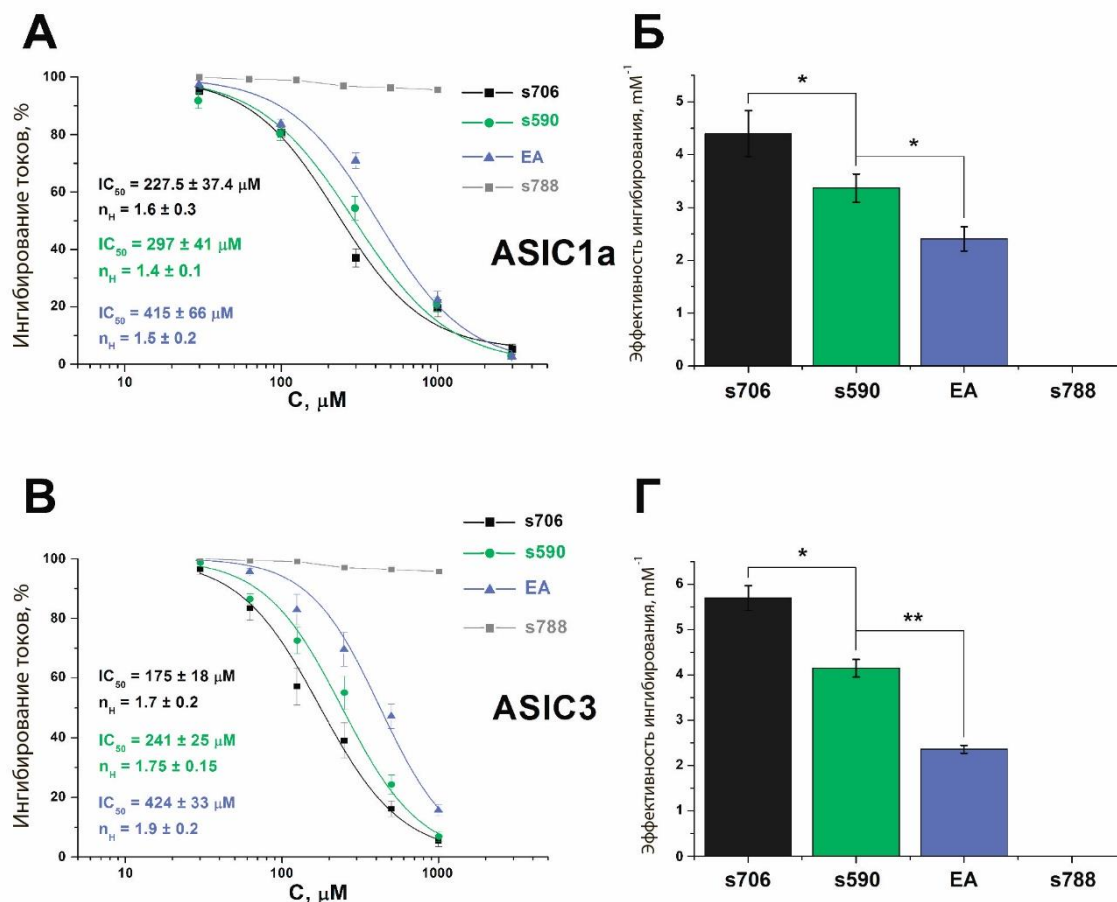 А
Ингибирование токов, %
100
80
60
40
20
0
10
100
1000
C, μM
s706
s590
EA
s788
IC50 = 227.5 ± 37.4 μM
nH = 1.6 ± 0.3
IC50 = 297 ± 41 μM
nH = 1.4 ± 0.1
IC50 = 415 ± 66 μM
nH = 1.5 ± 0.2
ASIC1a
Б
Эффективность ингибирования, mM-1
5
4
3
2
1
0
*
*
s706
s590
EA
s788
В
Ингибирование токов, %
100
80
60
40
20
0
10
100
1000
C, μM
s706
s590
EA
s788
IC50 = 175 ± 18 μM
nH = 1.7 ± 0.2
IC50 = 241 ± 25 μM
nH = 1.75 ± 0.15
IC50 = 424 ± 33 μM
nH = 1.9 ± 0.2
ASIC3
Г
Эффективность ингибирования, mM-1
6
5
4
3
2
1
0
*
**
s706
s590
EA
s788